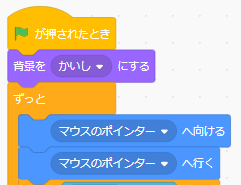 が押されたとき
背景を かいし にする
ずっと
マウスのポインター へ向ける
マウスのポインター へ行く